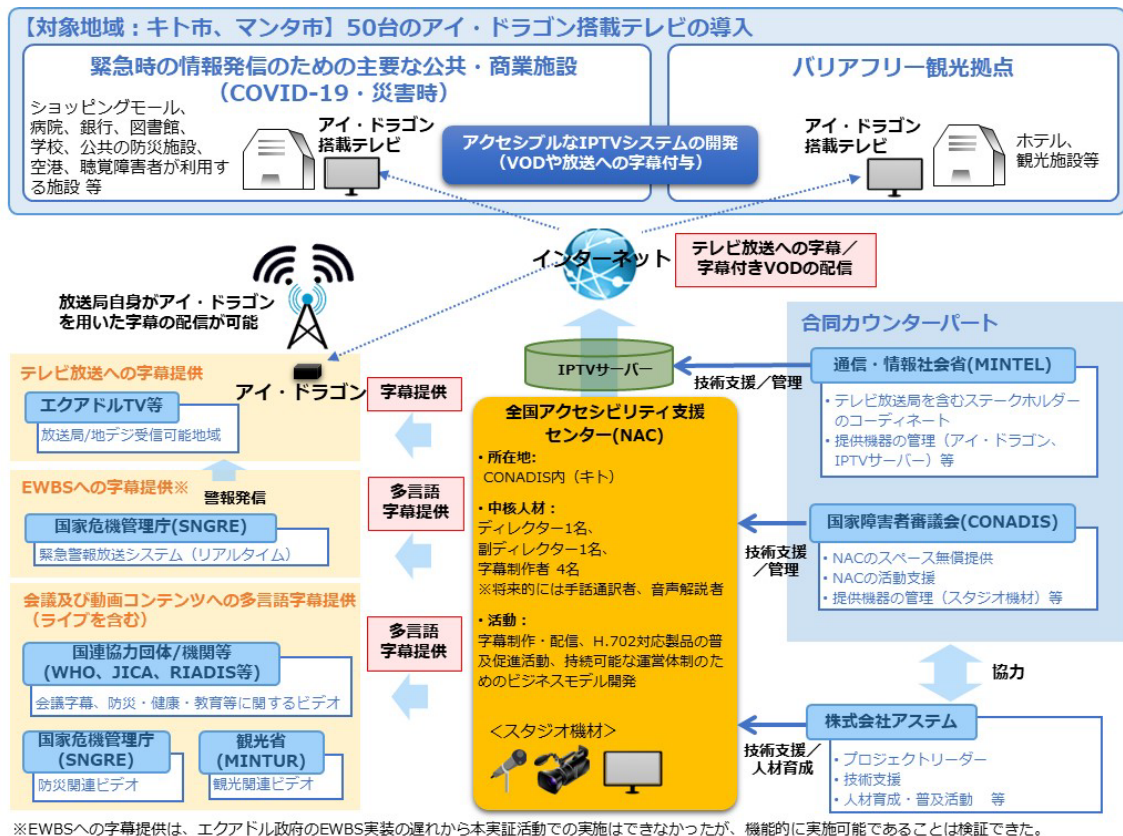 【対象地域：キト市、マンタ市】50台のアイ・ドラゴン搭載テレビの導入
緊急時の情報発信のための主要な公共・商業施設
（COVID-19・災害時）
ショッピングモール、
病院、銀行、図書館、
学校、公共の防災施設、
空港、聴覚障害者が利用す
る施設 等
アイ・ドラゴン
搭載テレビ
アクセシブルなIPTVシステムの開発
（VODや放送への字幕付与）
バリアフリー観光拠点
アイ・ドラゴン
搭載テレビ
ホテル、
観光施設等
インターネット
テレビ放送への字幕／
字幕付きVODの配信
放送局自身がアイ・ドラゴン
を用いた字幕の配信が可能
アイ・ドラゴン
テレビ放送への字幕提供
エクアドルTV等
放送局/地デジ受信可能地域
字幕提供
警報発信
EWBSへの字幕提供※
国家危機管理庁(SNGRE)
緊急警報放送システム（リアルタイム）
多言語
字幕提供
会議及び動画コンテンツへの多言語字幕提供
（ライブを含む）
国連協力団体/機関等
(WHO、JICA、RIADIS等)
会議字幕、防災・健康・教育等に関するビデオ
国家危機管理庁
(SNGRE)
防災関連ビデオ
観光省
(MINTUR)
観光関連ビデオ
多言語
字幕提供
IPTVサーバー
全国アクセシビリティ支援
センター(NAC)
・所在地:
CONADIS内（キト）
・中核人材：
ディレクター1名、
副ディレクター1名、
字幕制作者 4名
※将来的には手話通訳者、音声解説者
・活動：
字幕制作・配信、H.702対応製品の普
及促進活動、持続可能な運営体制のた
めのビジネスモデル開発
＜スタジオ機材＞
合同カウンターパート
技術支援／管理
通信・情報社会省(MINTEL)
・テレビ放送局を含むステークホルダー
のコーディネート
・提供機器の管理（アイ・ドラゴン、
IPTVサーバー）等
技術支援
／管理
国家障害者審議会(CONADIS)
・NACのスペース無償提供
・NACの活動支援
・提供機器の管理（スタジオ機材）等
協力
技術支援／
人材育成
株式会社アステム
・プロジェクトリーダー
・技術支援
・人材育成・普及活動 等
※EWBSへの字幕提供は、エクアドル政府のEWBS実装の遅れから本実証活動での実施はできなかったが、機能的に実施可能であることは検証できた。